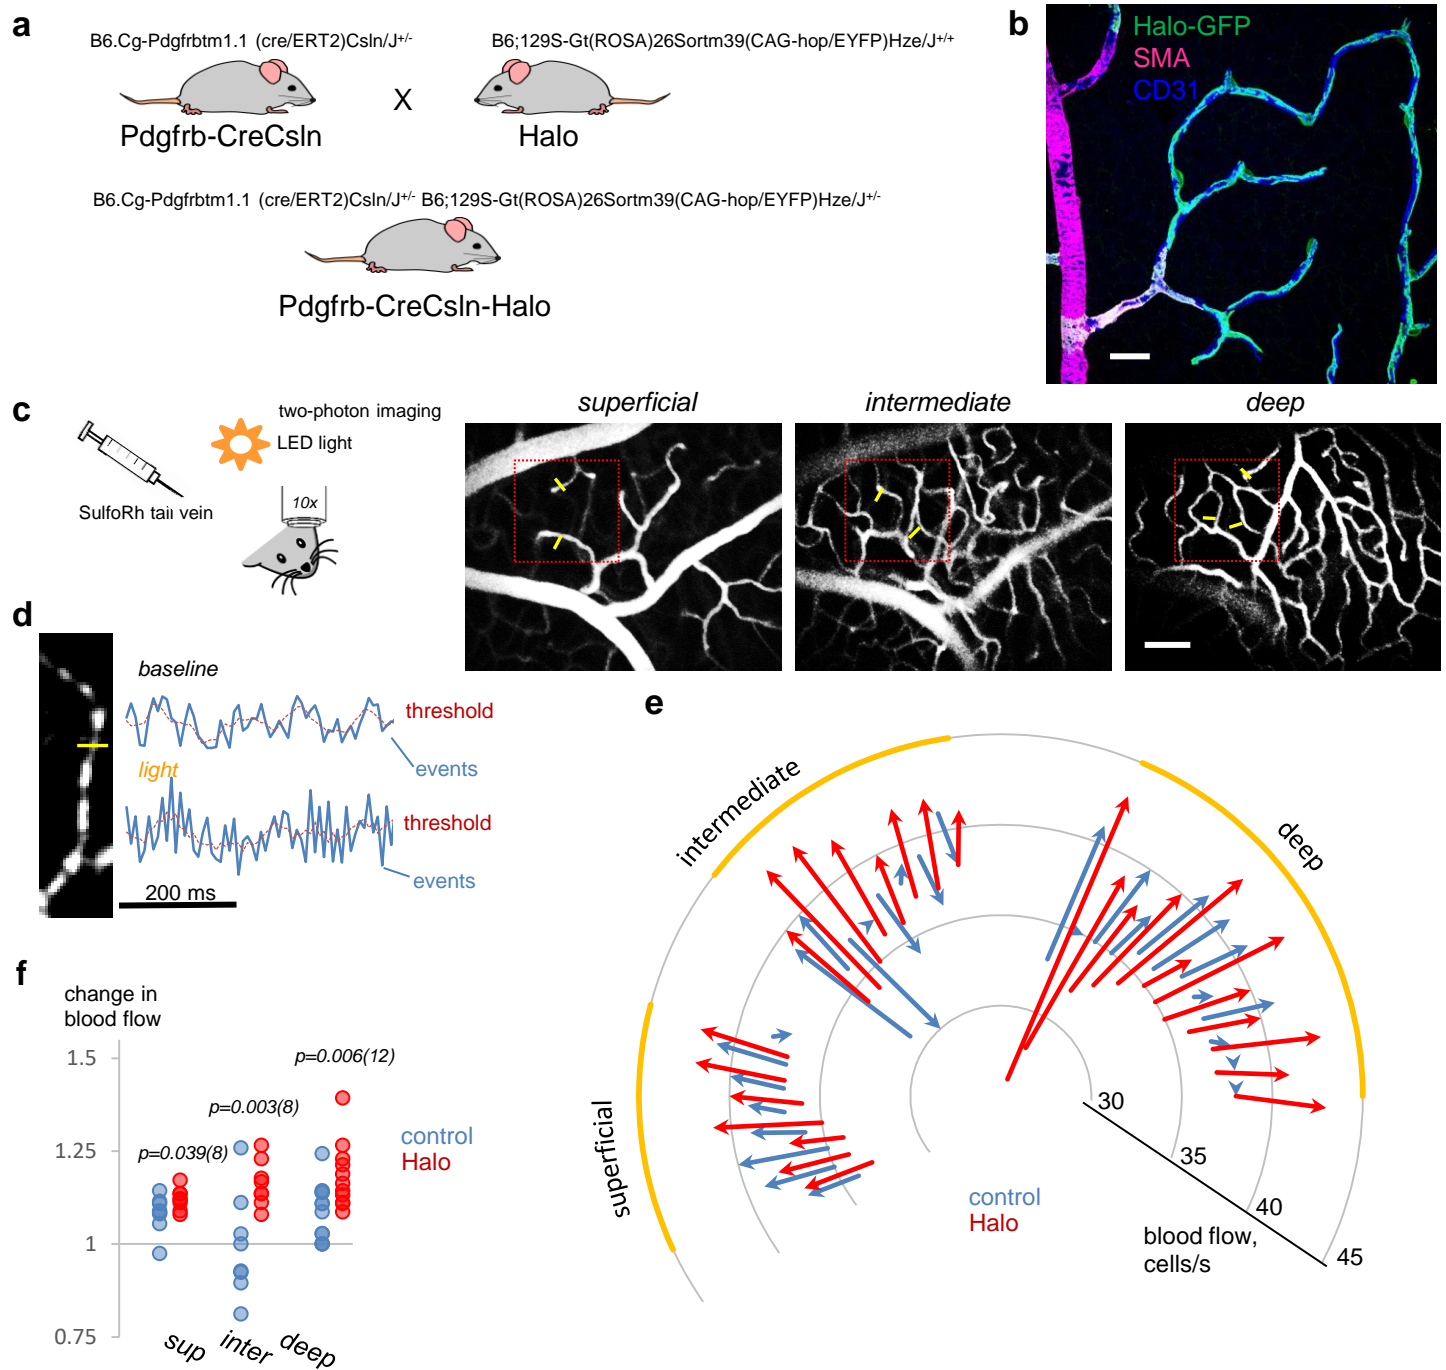 a
B6.Cg-Pdgfrbtm1.1 (cre/ERT2)Csln/J+/-
B6;129S-Gt(ROSA)26Sortm39(CAG-hop/EYFP)Hze/J+/+
X
Pdgfrb-CreCsln
Halo
B6.Cg-Pdgfrbtm1.1 (cre/ERT2)Csln/J+/- B6;129S-Gt(ROSA)26Sortm39(CAG-hop/EYFP)Hze/J+/-
Pdgfrb-CreCsln-Halo
b
Halo-GFP
SMA
CD31
c
two-photon imaging
LED light
SulfoRh tail vein
10x
superficial
intermediate
deep
d
baseline
threshold
events
light
threshold
events
200 ms
e
intermediate
deep
superficial
30
35
40
45
control
Halo
blood flow,
cells/s
f
change in
blood flow
1.5
1.25
1
0.75
p=0.039(8)
p=0.003(8)
p=0.006(12)
control
Halo
sup
inter
deep